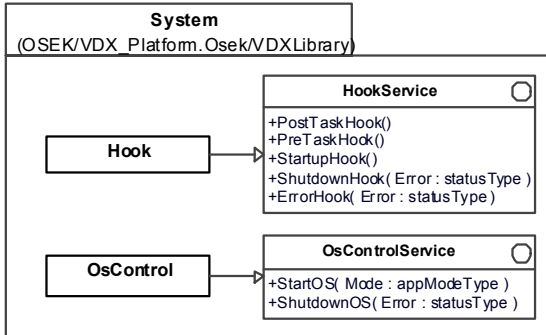 System
(OSEK/VDX_Platform.Osek/VDXLibrary)
HookService
+PostTaskHook()
+PreTaskHook()
+StartupHook()
+ShutdownHook( Error : statusType )
+ErrorHook( Error : statusType )
Hook
OsControlService
+StartOS( Mode : appModeType )
+ShutdownOS( Error : statusType )
OsControl